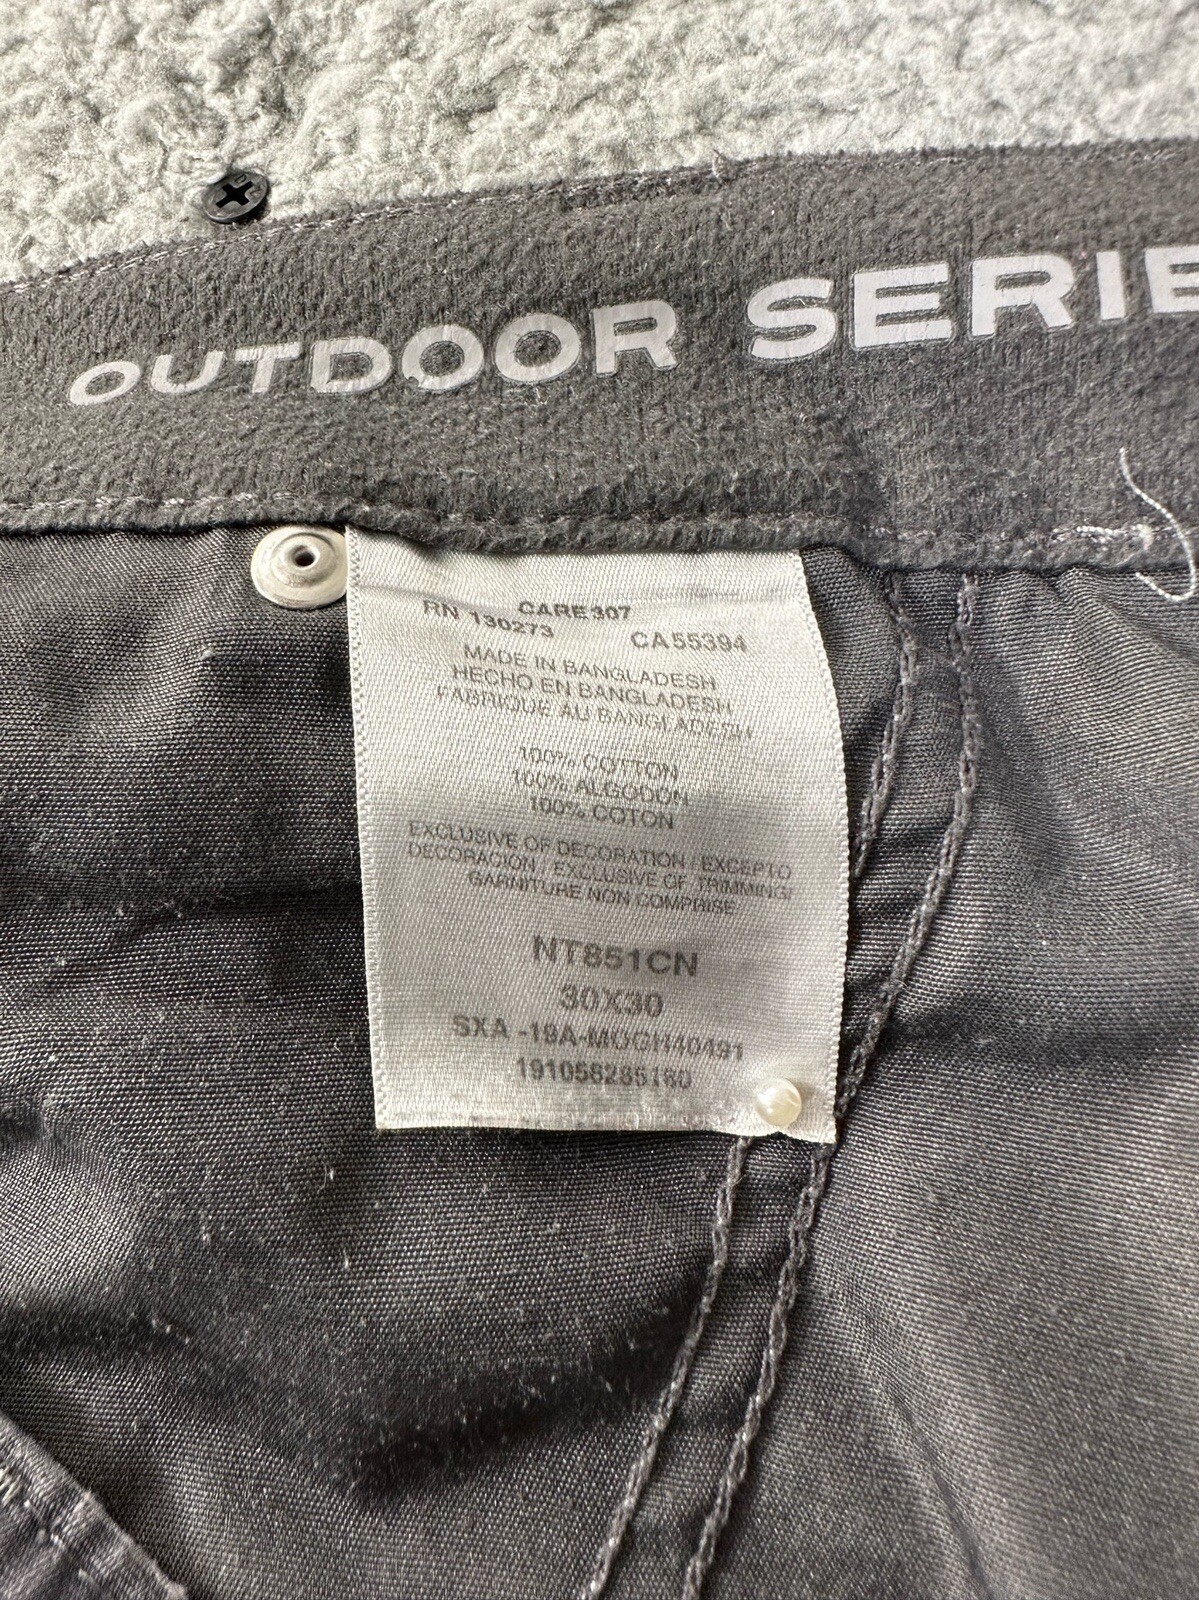 OUTDOOR SERIE
CARE307
RN 130273 CA55394
MADE IN BANGLADESH
HECHO EN BANGLADESH
FABRIQUE AU BANGLADESH
100% COTTON
100% ALGODON
100% COTON
EXCLUSIVE OF DECORATION / EXCEPTO
DECORACION / EXCLUSIVE OF TRIMMING/
GARNITURE NON COMPRISE
NT851CN
30X30
SXA -19A-MOGH40491
191056285180